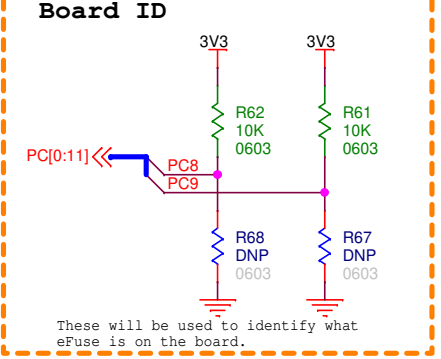 Board ID
3V3 3V3
R62 R61
10K 10K
0603 0603
PC[0:11]
PC8
PC9
R68 R67
DNP DNP
0603 0603
These will be used to identify what
eFuse is on the board.